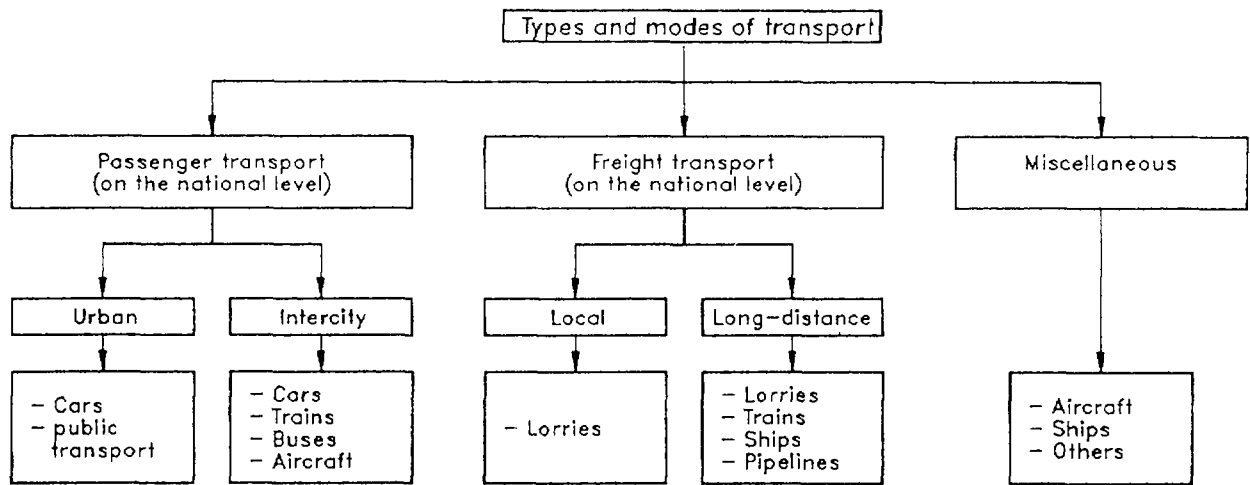 Types and modes of transport
Passenger transport
(on the national level)
Freight transport
(on the national level)
Miscellaneous
Urban
Intercity
Local
Long-distance
– Cars
– public
transport
– Cars
– Trains
– Buses
– Aircraft
– Lorries
– Lorries
– Trains
– Ships
– Pipelines
– Aircraft
– Ships
– Others